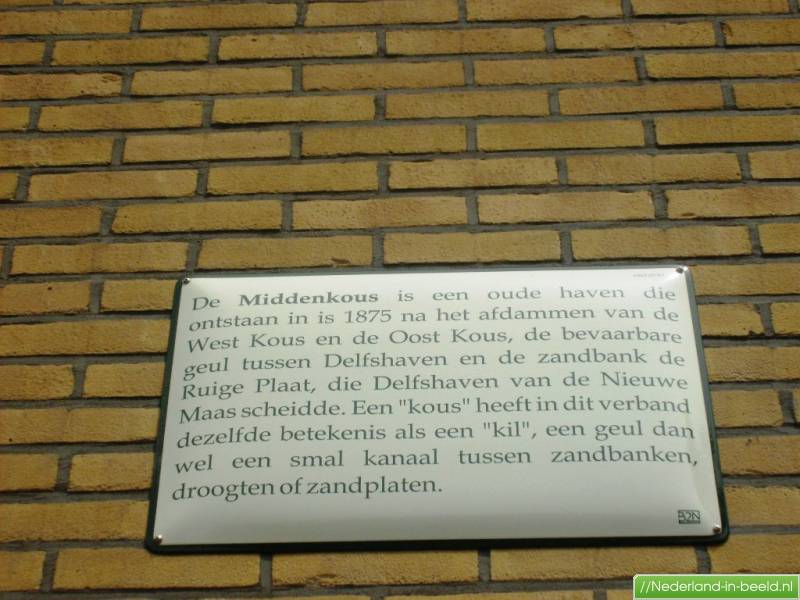 De Middenkous is een oude haven die
ontstaan in is 1875 na het afdammen van de
West Kous en de Oost Kous, de bevaarbare
geul tussen Delfshaven en de zandbank de
Ruige Plaat, die Delfshaven van de Nieuwe
Maas scheidde. Een "kous" heeft in dit verband
dezelfde betekenis als een "kil", een geul dan
wel een smal kanaal tussen zandbanken,
droogten of zandplaten.
//Nederland-in-beeld.nl